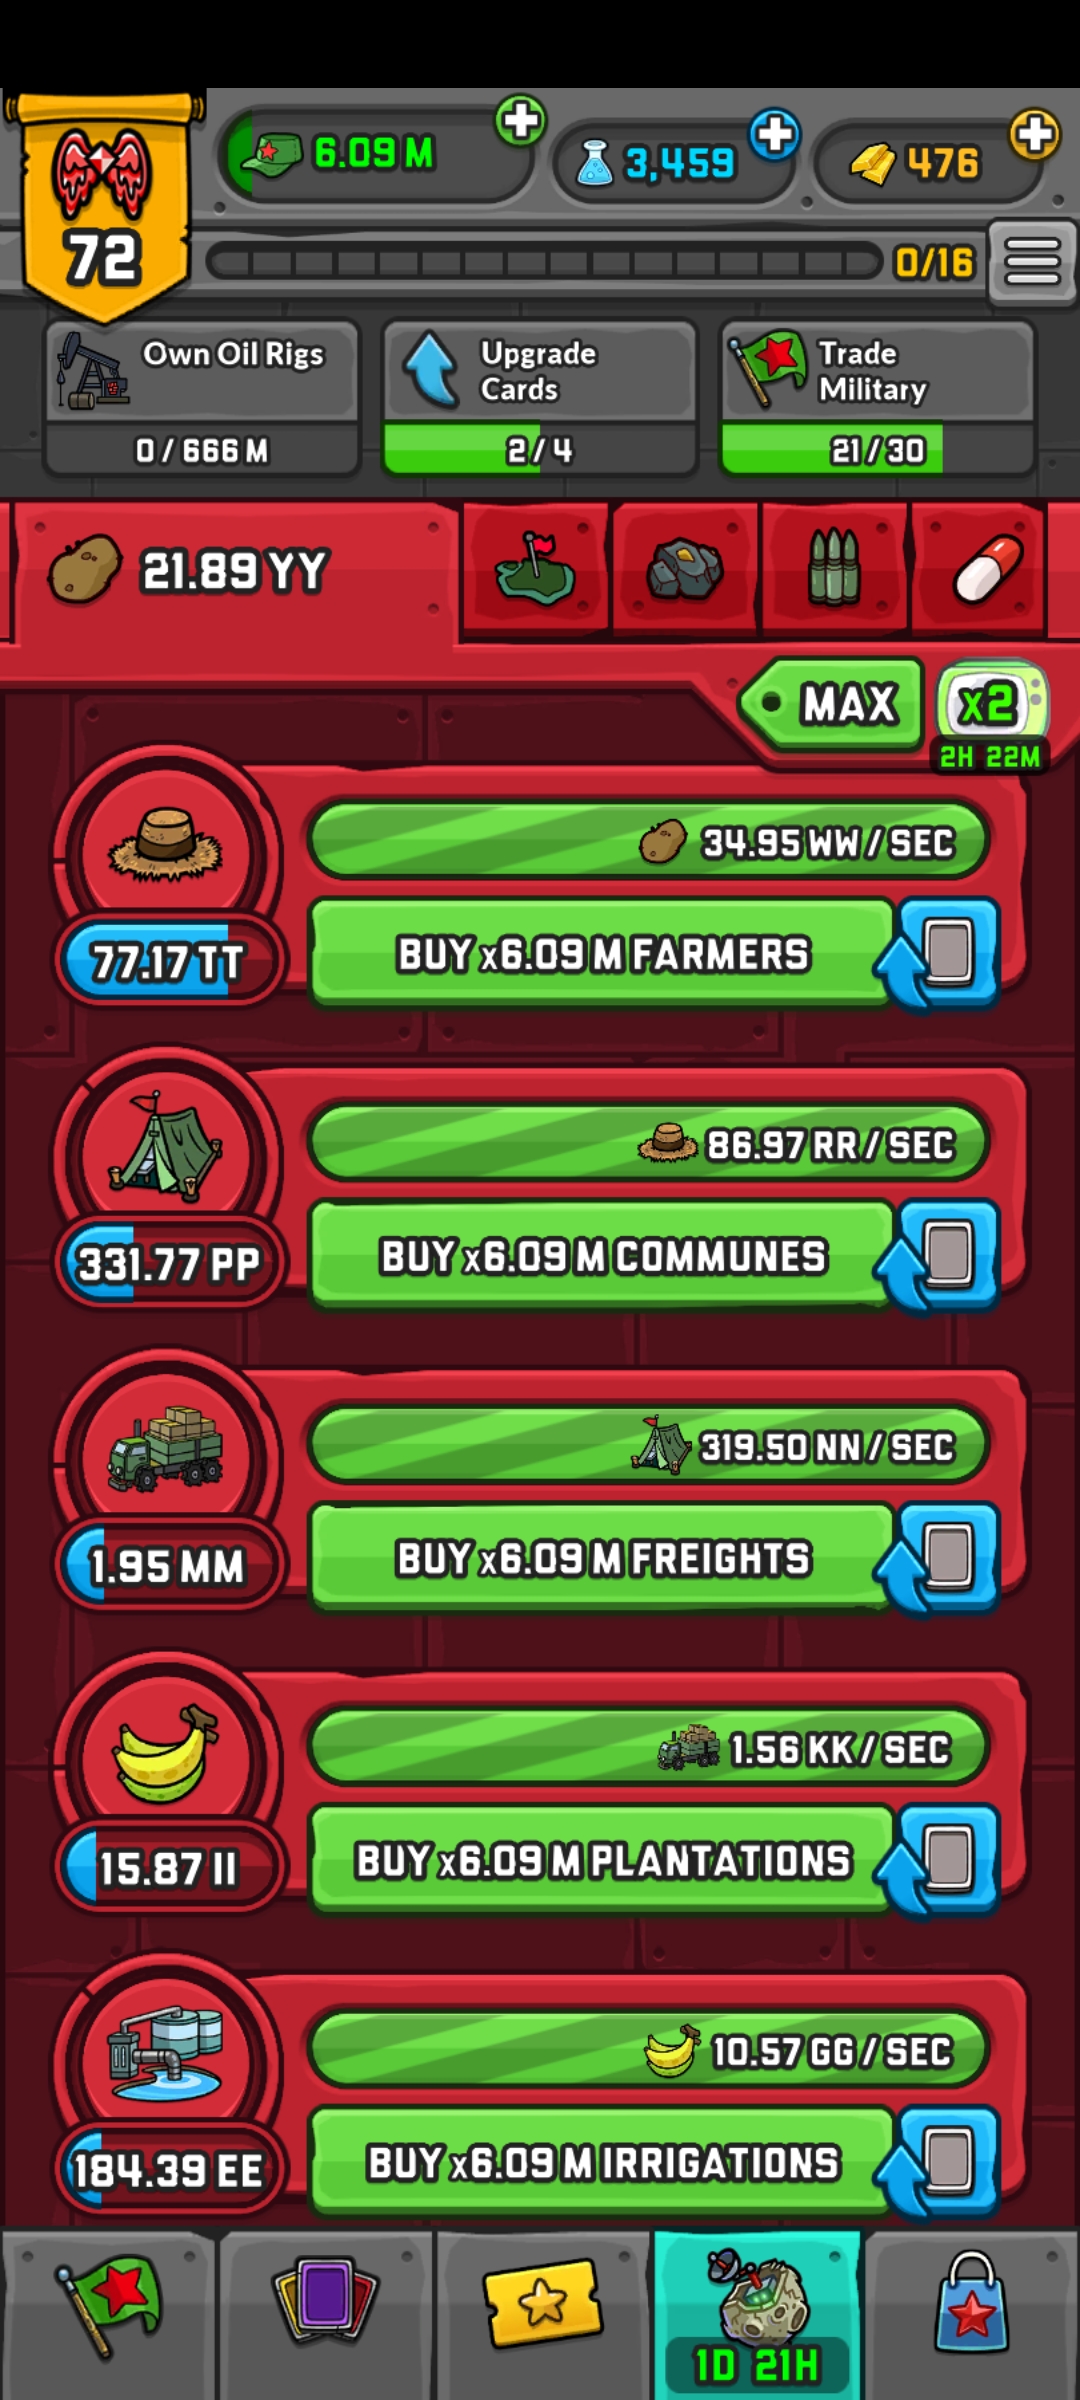 72
6.09 M
3,459
476
0/16
Own Oil Rigs
0 / 666 M
Upgrade
Cards
2 / 4
Trade
Military
21 / 30
21.89 YY
MAX
x2
2H 22M
34.95 WW / SEC
77.17 TT
BUY x6.09 M FARMERS
86.97 RR / SEC
331.77 PP
BUY x6.09 M COMMUNES
319.50 NN / SEC
1.95 MM
BUY x6.09 M FREIGHTS
1.56 KK / SEC
15.87 II
BUY x6.09 M PLANTATIONS
10.57 GG / SEC
184.39 EE
BUY x6.09 M IRRIGATIONS
1D 21H